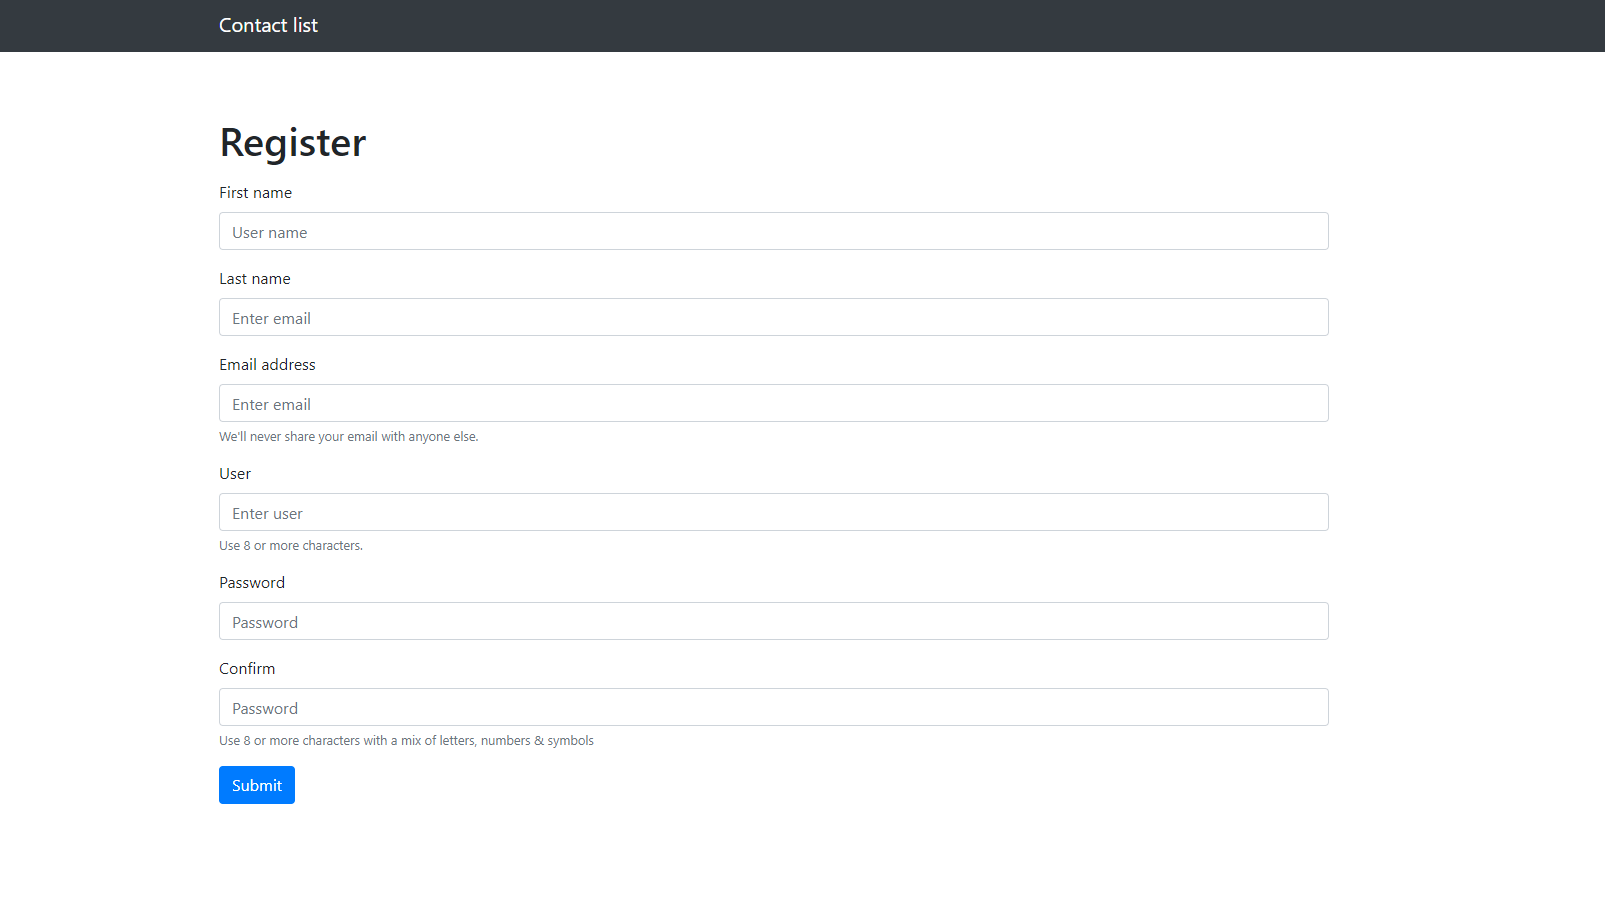 Contact list
Register
First name
User name
Last name
Enter email
Email address
Enter email
We'll never share your email with anyone else.
User
Enter user
Use 8 or more characters.
Password
Password
Confirm
Password
Use 8 or more characters with a mix of letters, numbers & symbols
Submit